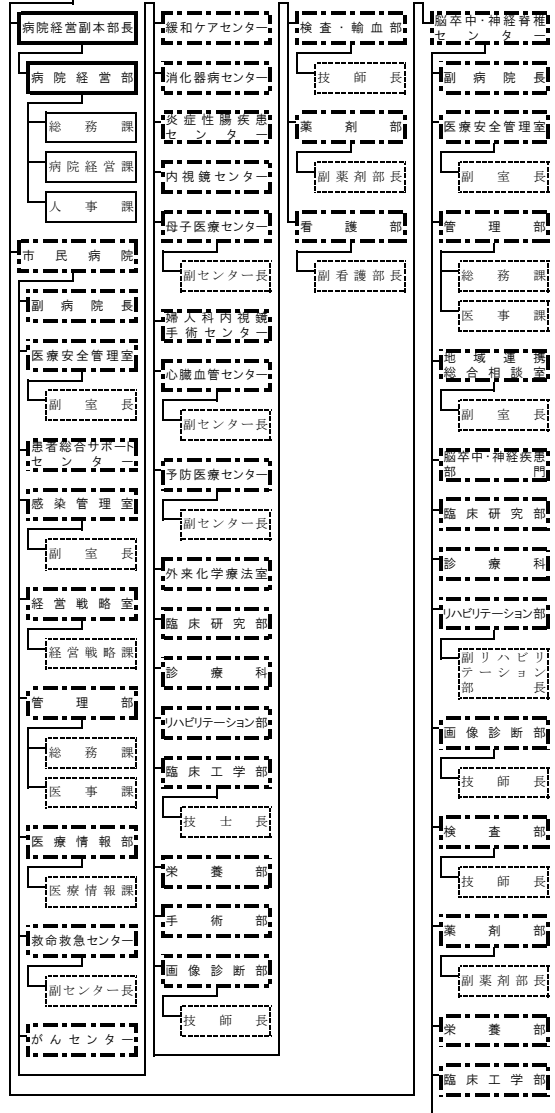 病院経営副本部長
病院経営部
総務課
病院経営課
人事課
市民病院
副病院長
医療安全管理室
副室長
患者総合サポート
センター
感染管理室
副室長
経営戦略室
経営戦略課
管理部
総務課
医事課
医療情報部
医療情報課
救命救急センター
副センター長
がんセンター
緩和ケアセンター
消化器病センター
炎症性腸疾患
センター
内視鏡センター
母子医療センター
副センター長
婦人科内視鏡
手術センター
心臓血管センター
副センター長
予防医療センター
副センター長
外来化学療法室
臨床研究部
診療科
リハビリテーション部
臨床工学部
技士長
栄養部
手術部
画像診断部
技師長
検査・輸血部
技師長
薬剤部
副薬剤部長
看護部
副看護部長
脳卒中・神経脊椎
センター
副病院長
医療安全管理室
副室長
管理部
総務課
医事課
地域連携
総合相談室
副室長
脳卒中・神経疾患
部門
臨床研究部
診療科
リハビリテーション部
副リハビリ
テーション
部長
画像診断部
技師長
検査部
技師長
薬剤部
副薬剤部長
栄養部
臨床工学部